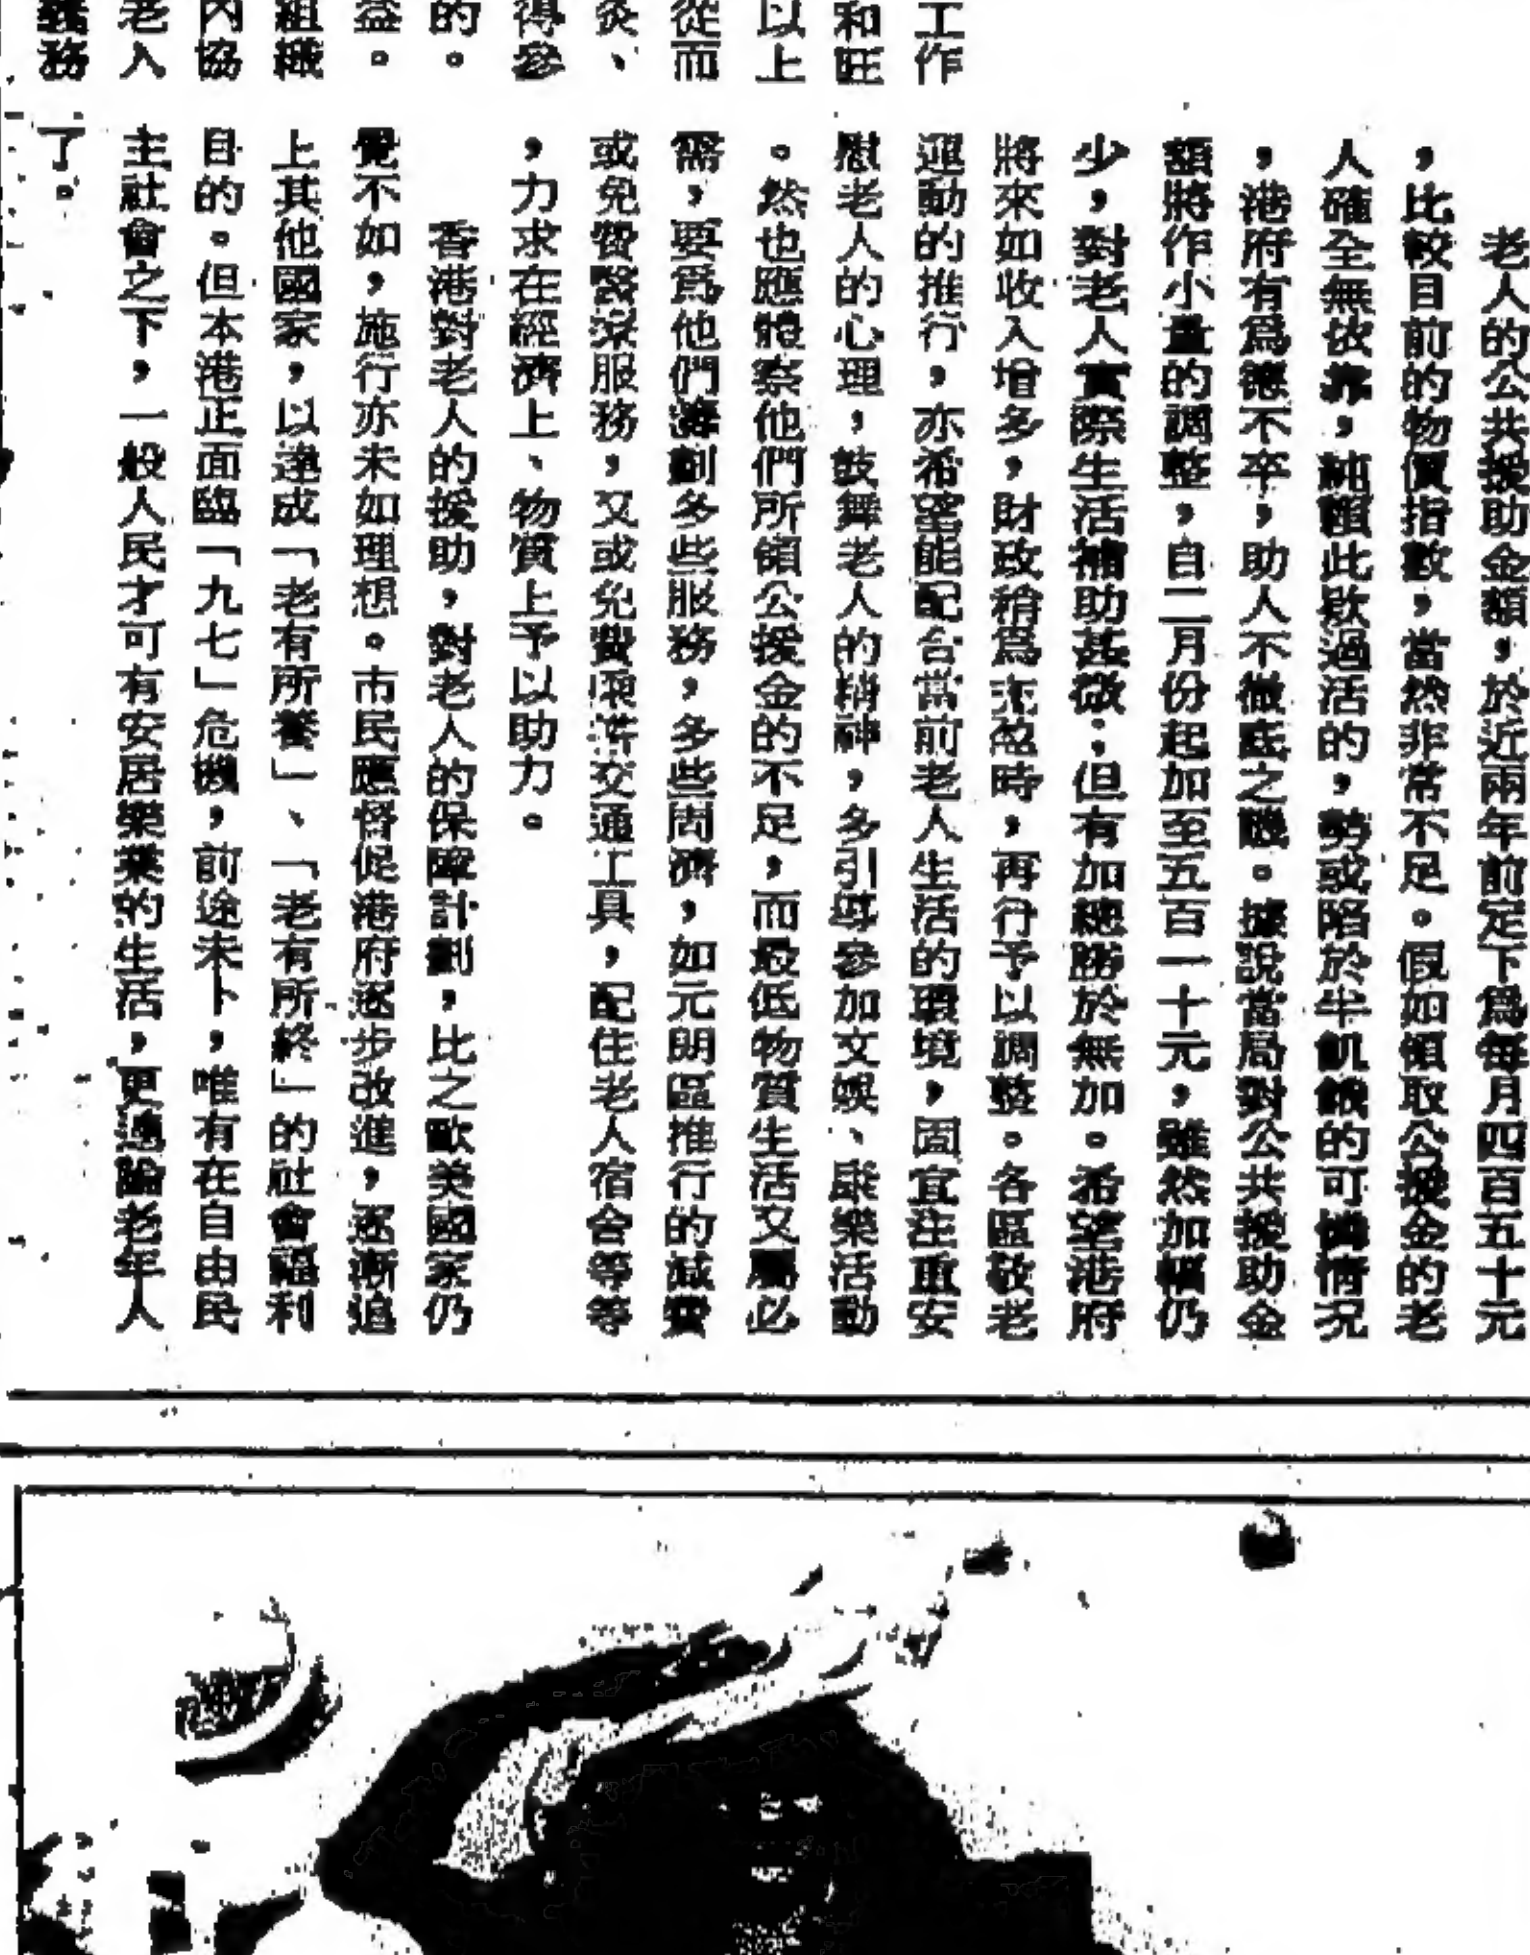 工作
和旺
以上
從而
灸、
得參
的。
益。
組織
內協
老入
義務
老人的公共援助金額，於近兩年前定下爲每月四百五十元
，比較目前的物價指數，當然非常不足。假如領取公援金的老
人確全無依靠，純賴此欵過活的，勢或陷於半飢餓的可憐情况
，港府有爲德不卒，助人不徹底之譏。據說當局對公共援助金
額將作小量的調整，自二月份起加至五百一十元，雖然加幅仍
少，對老人實際生活補助甚微；但有加總勝於無加。希望港府
將來如收入增多，財政稍爲充盈時，再行予以調整。各區敬老
運動的推行，亦希望能配合當前老人生活的環境，固宜注重安
慰老人的心理，鼓舞老人的精神，多引導參加文娛、康樂活動
。然也應體察他們所領公援金的不足，而最低物質生活又屬必
需，要爲他們籌劃多些服務，多些周濟，如元朗區推行的減費
或免費醫療服務，又或免費乘搭交通工具，配住老人宿舍等等
，力求在經濟上、物質上予以助力。
香港對老人的援助，對老人的保障計劃，比之歐美國家仍
覺不如，施行亦未如理想。市民應督促港府逐步改進，逐漸追
上其他國家，以達成「老有所養」、「老有所終」的社會福利
目的。但本港正面臨「九七」危機，前途未卜，唯有在自由民
主社會之下，一般人民才可有安居樂業的生活，更遑論老年人
了。